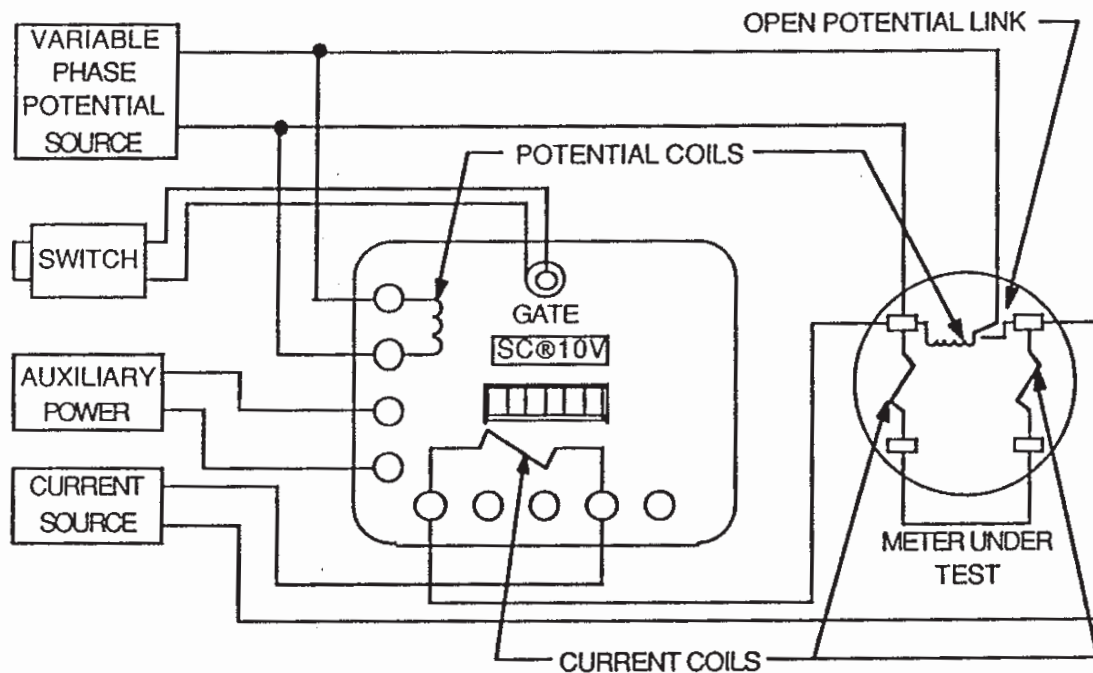 OPEN POTENTIAL LINK
VARIABLE
PHASE
POTENTIAL
SOURCE
POTENTIAL COILS
SWITCH
GATE
SC®10V
AUXILIARY
POWER
CURRENT
SOURCE
METER UNDER
TEST
CURRENT COILS